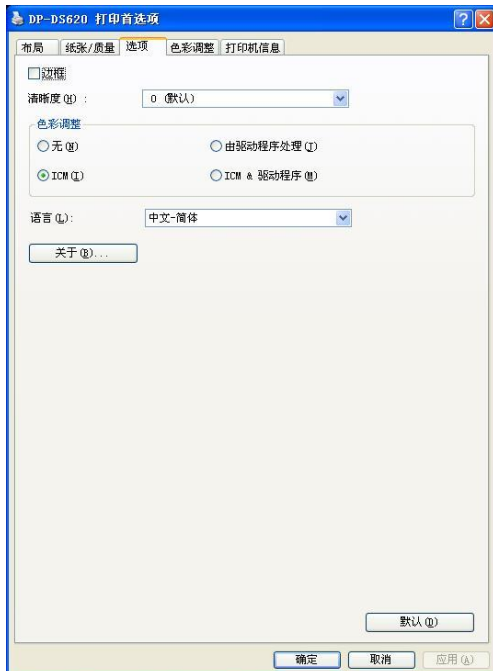 DP-DS620 打印首选项
布局 纸张/质量 选项 色彩调整 打印机信息
边框
清晰度(H) : 0 (默认)
色彩调整
无(N) 由驱动程序处理(I)
ICM(I) ICM & 驱动程序(M)
语言(L): 中文-简体
关于(B)...
默认(D)
确定 取消 应用(A)